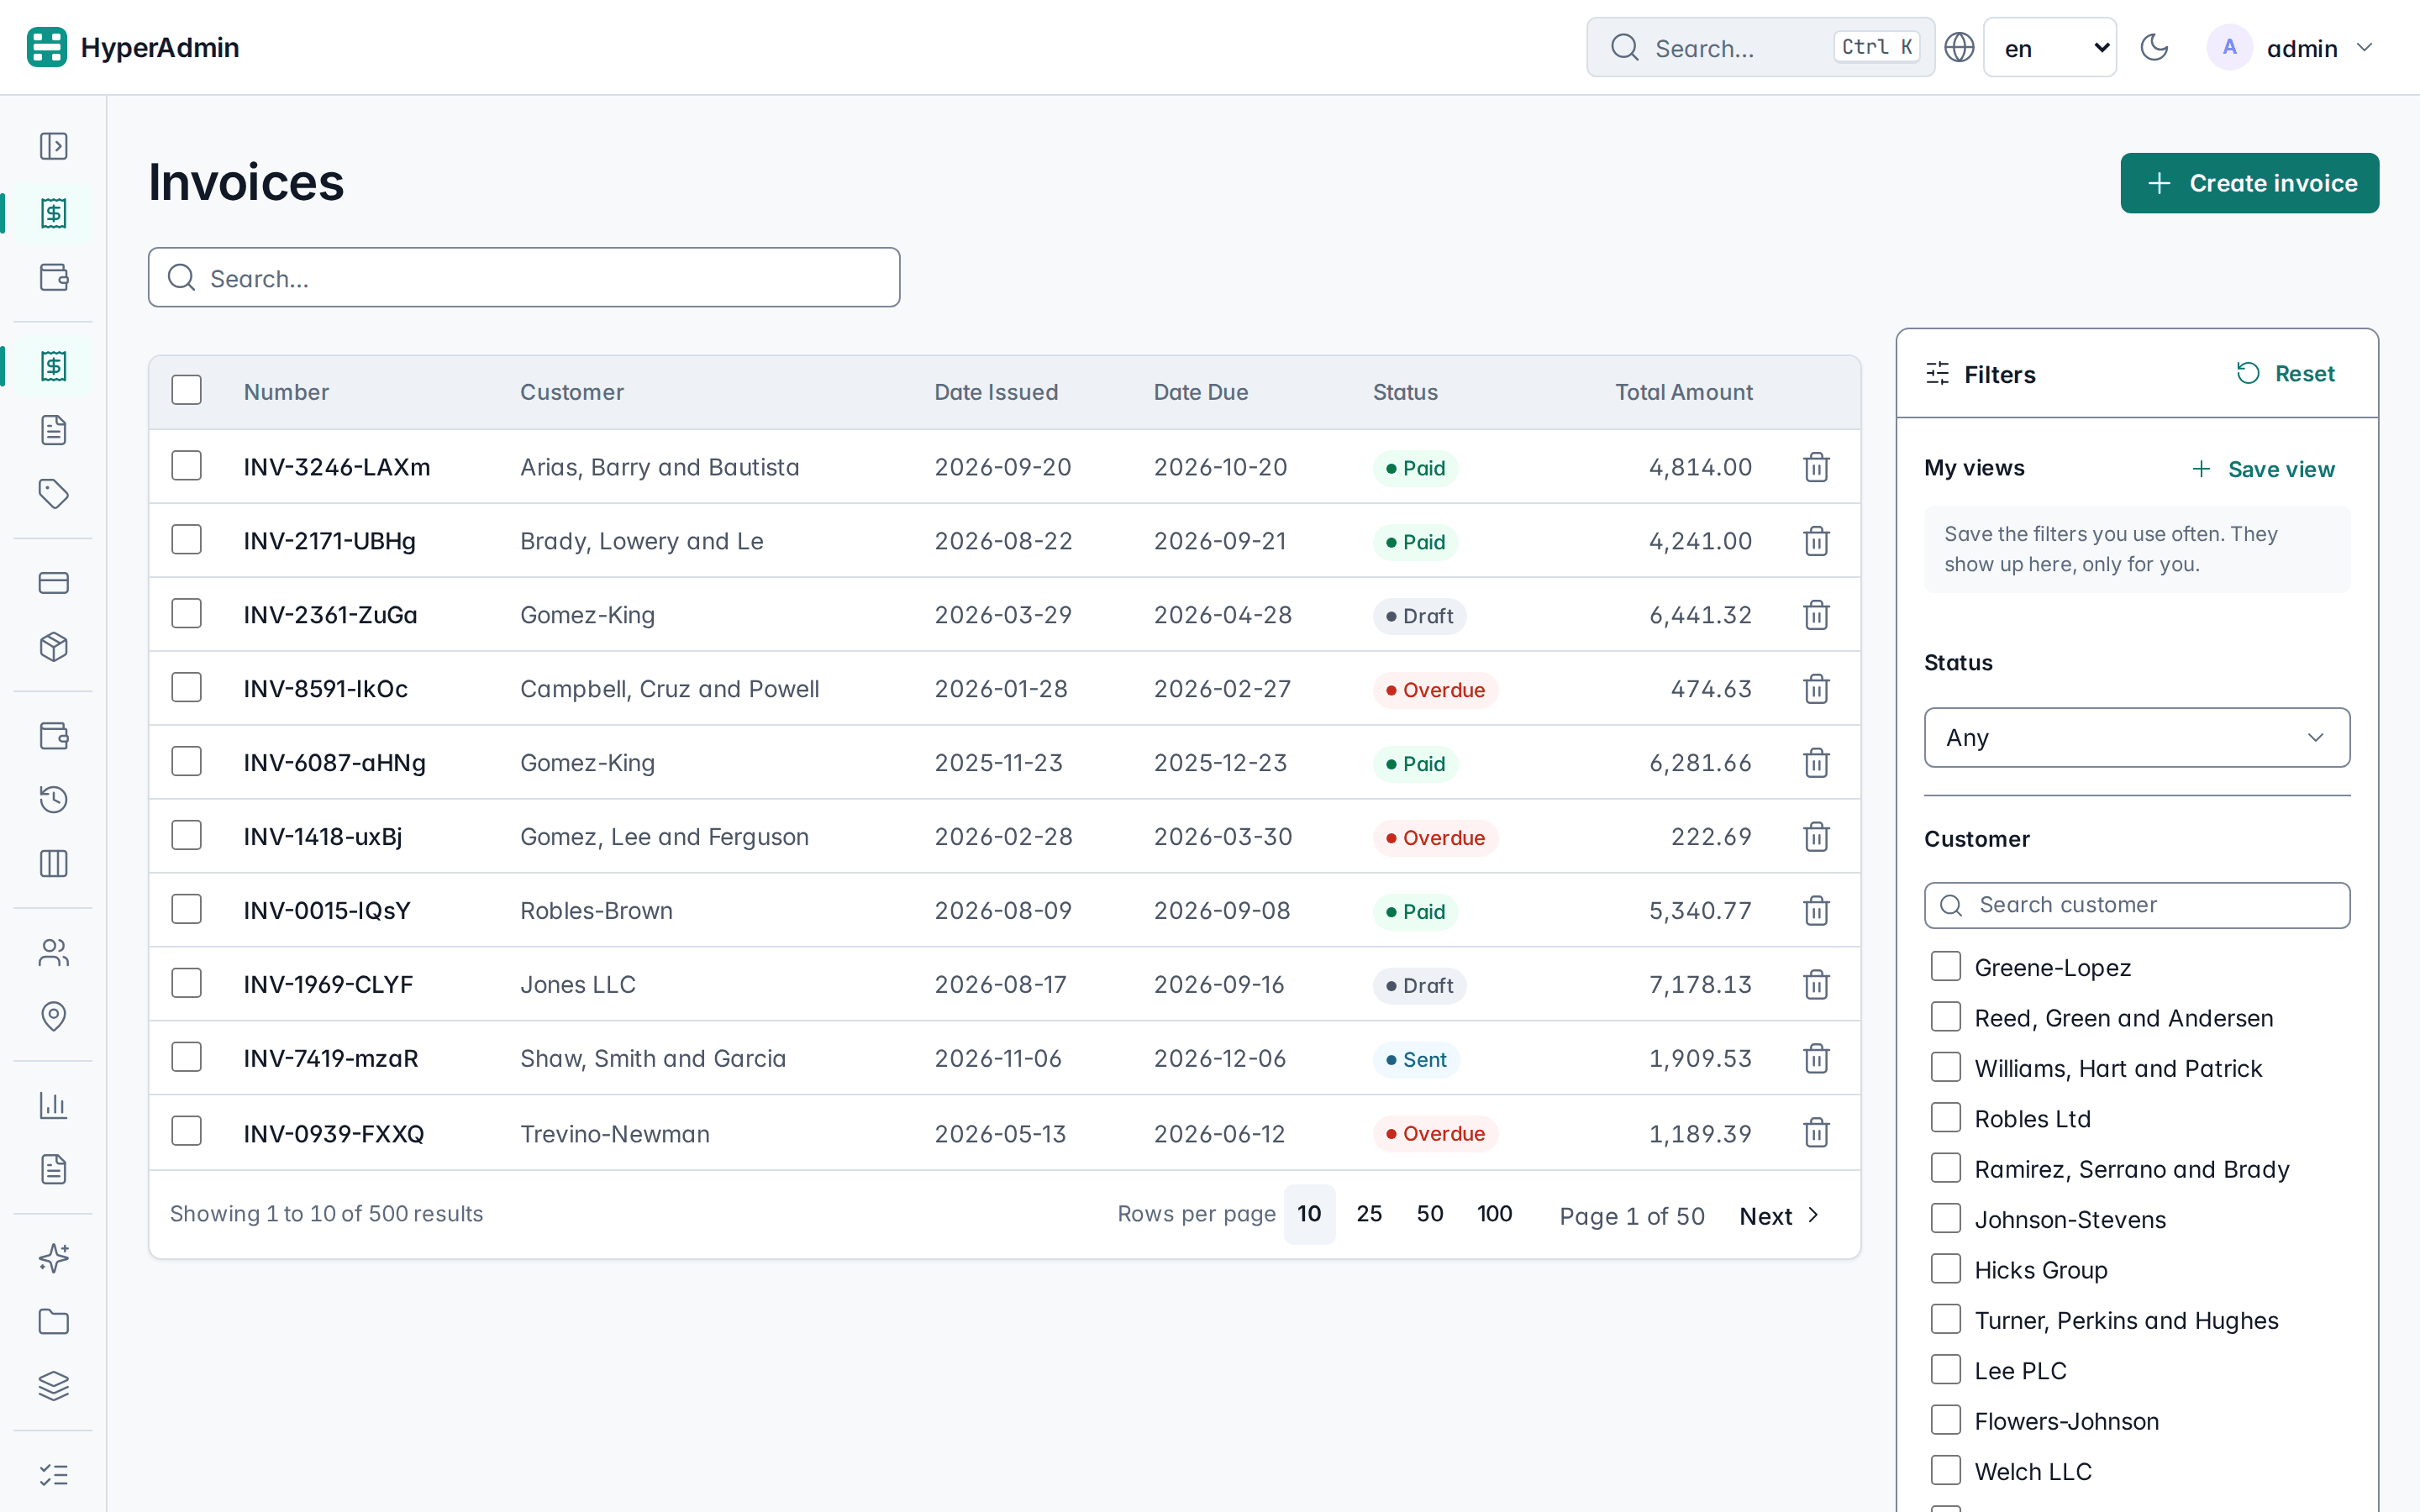 HyperAdmin
Search...
Ctrl K
en
A
admin
Invoices
Create invoice
Search...
Number Customer Date Issued Date Due Status Total Amount
INV-3246-LAXm Arias, Barry and Bautista 2026-09-20 2026-10-20 Paid 4,814.00
INV-2171-UBHg Brady, Lowery and Le 2026-08-22 2026-09-21 Paid 4,241.00
INV-2361-ZuGa Gomez-King 2026-03-29 2026-04-28 Draft 6,441.32
INV-8591-lkOc Campbell, Cruz and Powell 2026-01-28 2026-02-27 Overdue 474.63
INV-6087-aHNg Gomez-King 2025-11-23 2025-12-23 Paid 6,281.66
INV-1418-uxBj Gomez, Lee and Ferguson 2026-02-28 2026-03-30 Overdue 222.69
INV-0015-lQsY Robles-Brown 2026-08-09 2026-09-08 Paid 5,340.77
INV-1969-CLYF Jones LLC 2026-08-17 2026-09-16 Draft 7,178.13
INV-7419-mzaR Shaw, Smith and Garcia 2026-11-06 2026-12-06 Sent 1,909.53
INV-0939-FXXQ Trevino-Newman 2026-05-13 2026-06-12 Overdue 1,189.39
Showing 1 to 10 of 500 results
Rows per page 10 25 50 100
Page 1 of 50
Next
Filters
Reset
My views
Save view
Save the filters you use often. They
show up here, only for you.
Status
Any
Customer
Search customer
Greene-Lopez
Reed, Green and Andersen
Williams, Hart and Patrick
Robles Ltd
Ramirez, Serrano and Brady
Johnson-Stevens
Hicks Group
Turner, Perkins and Hughes
Lee PLC
Flowers-Johnson
Welch LLC